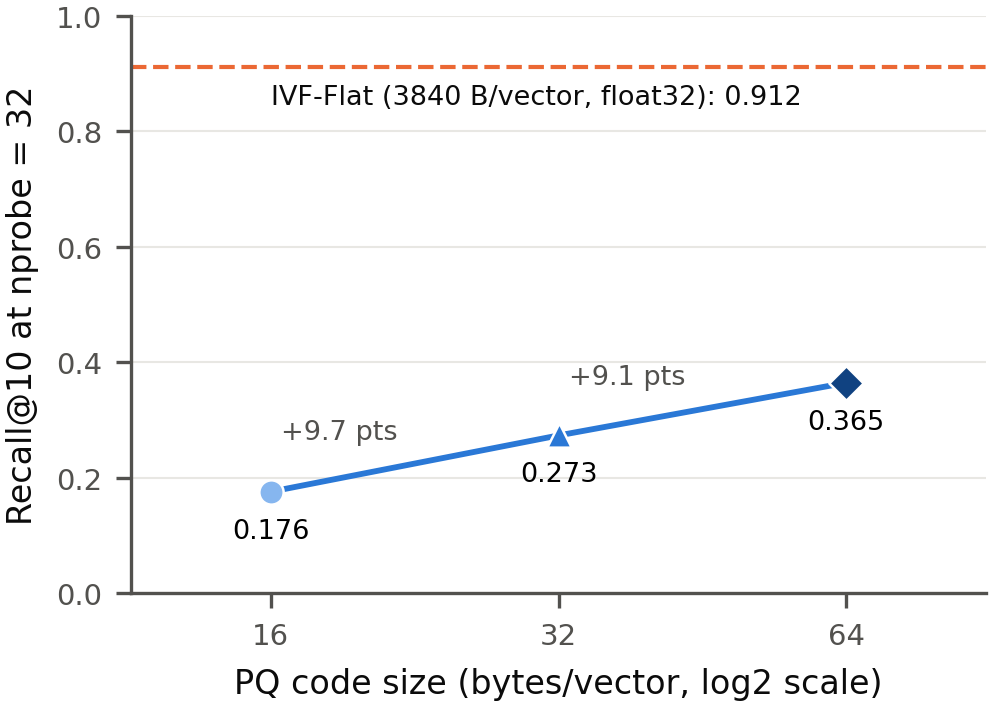 Recall@10 at nprobe = 32
1.0
0.8
0.6
0.4
0.2
0.0
IVF-Flat (3840 B/vector, float32): 0.912
+9.7 pts
+9.1 pts
0.176
0.273
0.365
16
32
64
PQ code size (bytes/vector, log2 scale)